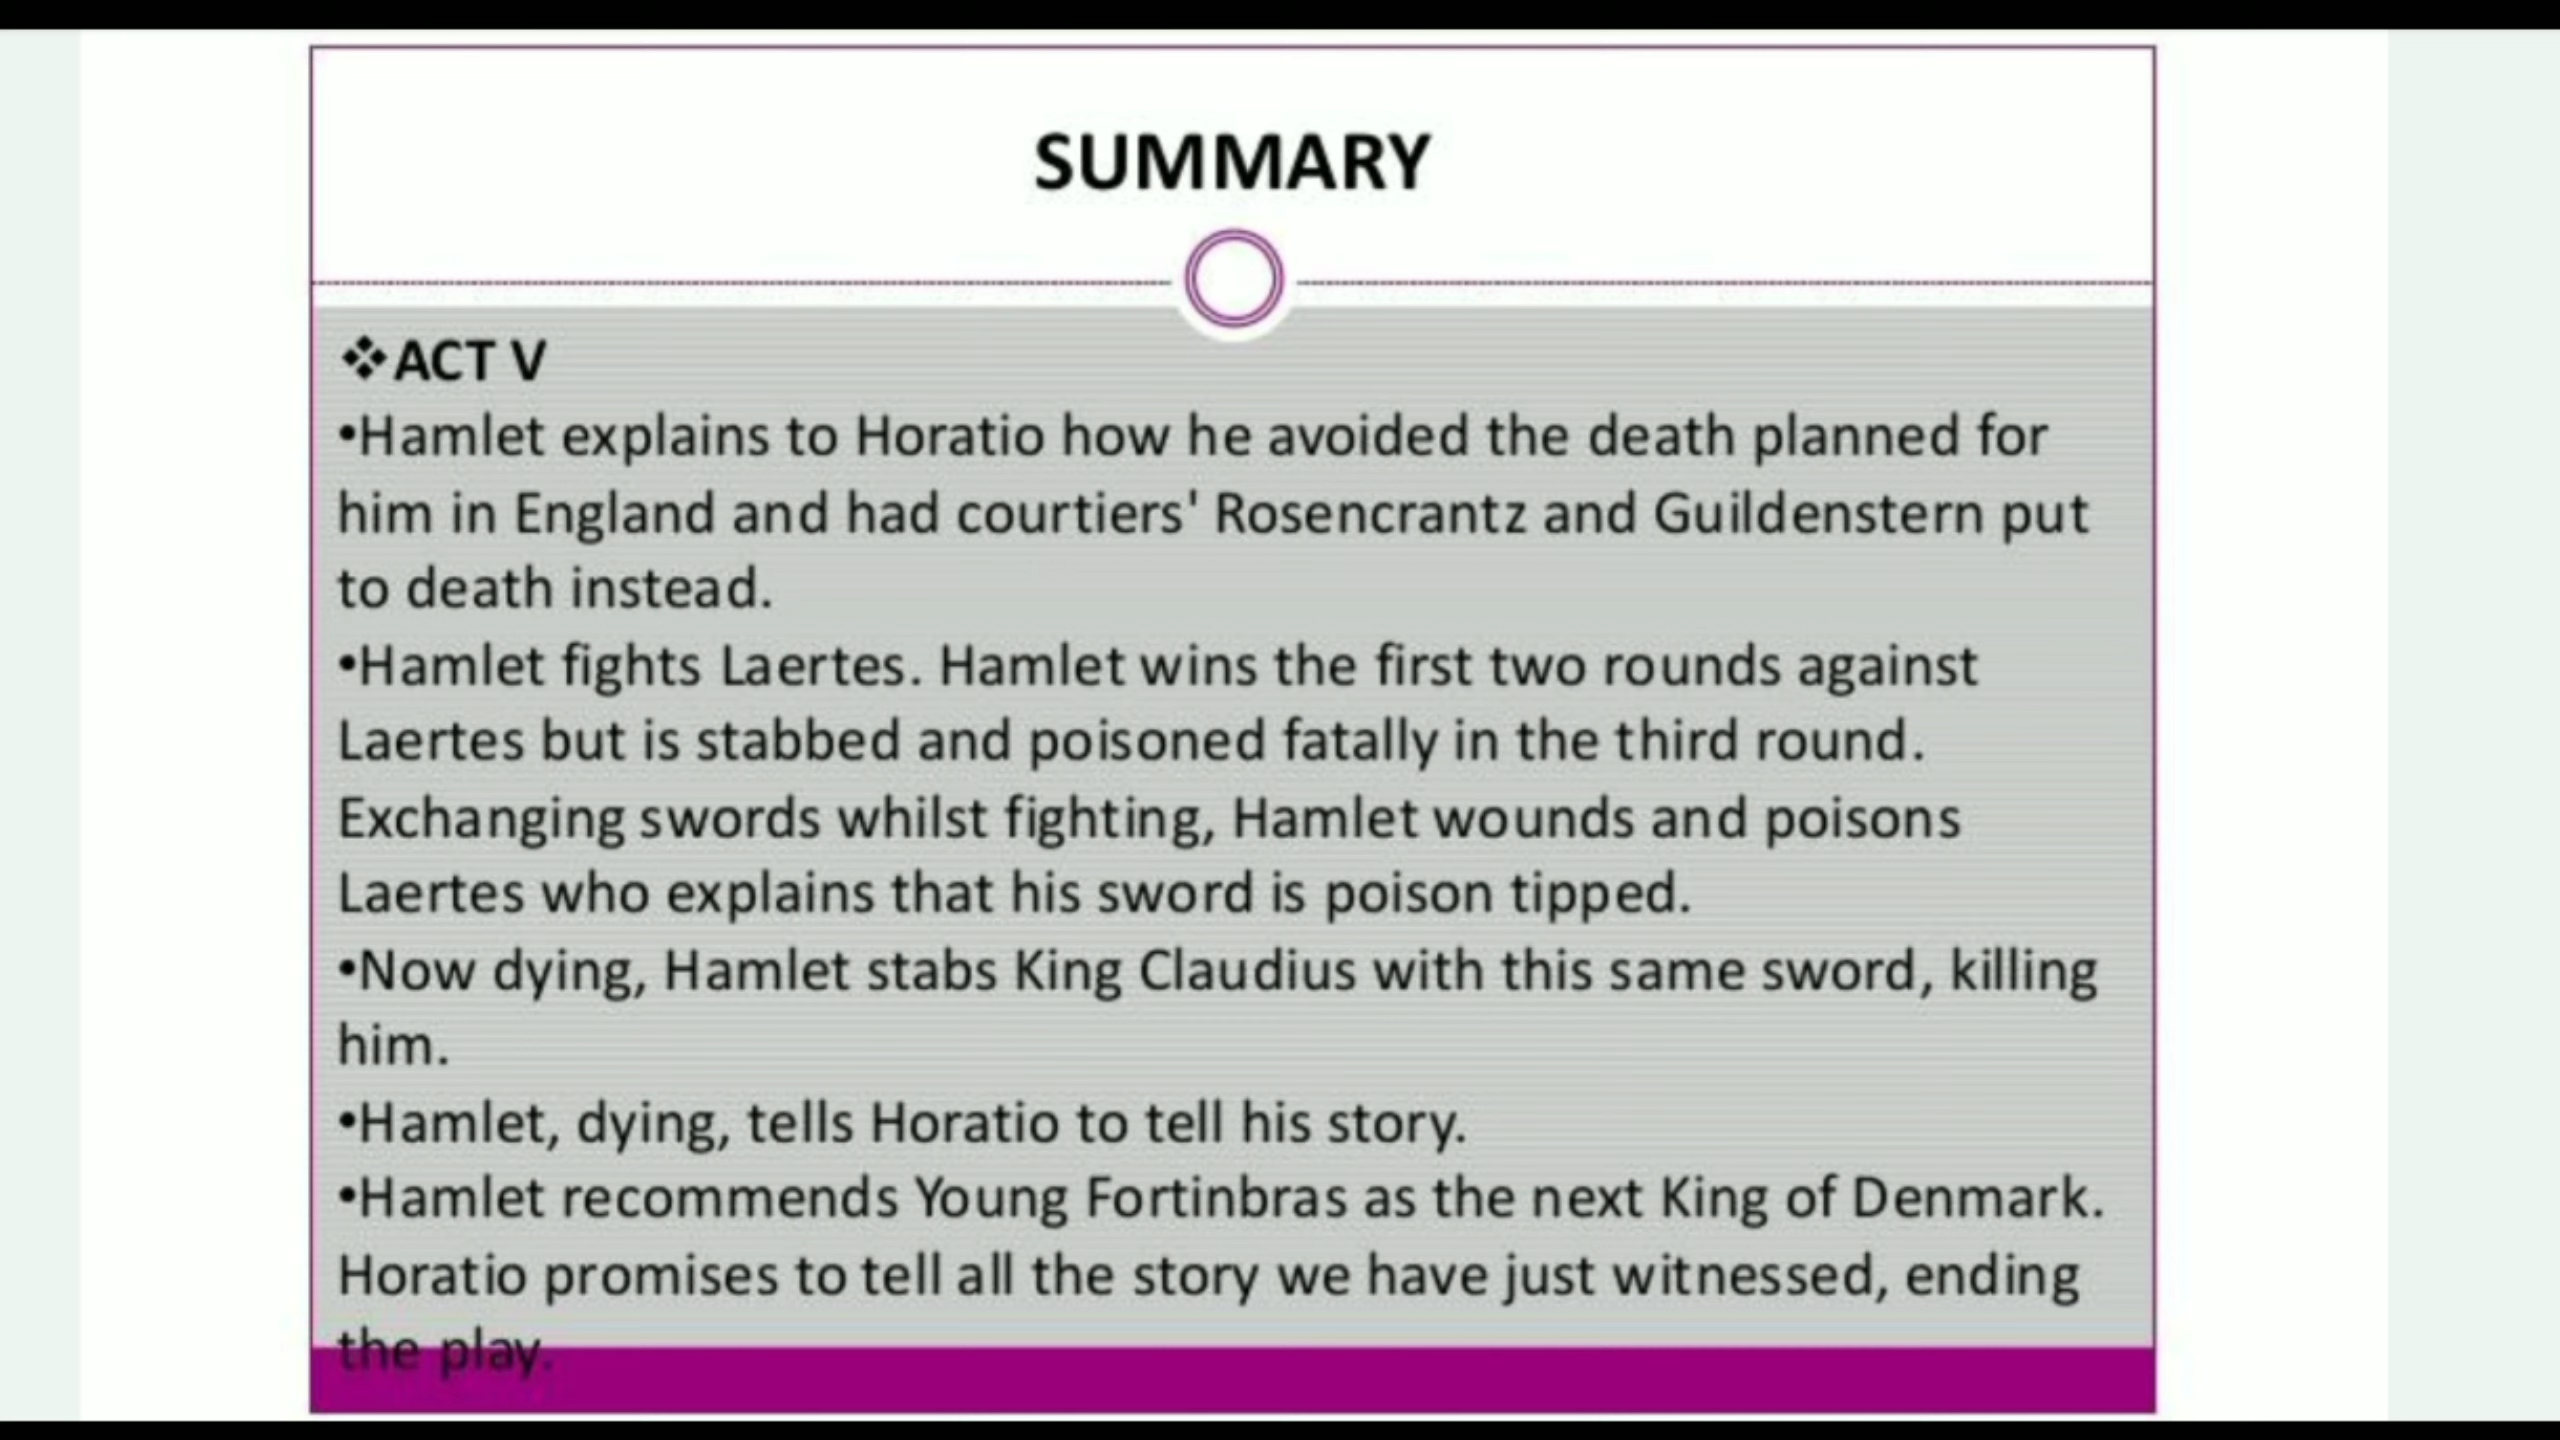 SUMMARY
❖ACT V
•Hamlet explains to Horatio how he avoided the death planned for
him in England and had courtiers' Rosencrantz and Guildenstern put
to death instead.
•Hamlet fights Laertes. Hamlet wins the first two rounds against
Laertes but is stabbed and poisoned fatally in the third round.
Exchanging swords whilst fighting, Hamlet wounds and poisons
Laertes who explains that his sword is poison tipped.
•Now dying, Hamlet stabs King Claudius with this same sword, killing
him.
•Hamlet, dying, tells Horatio to tell his story.
•Hamlet recommends Young Fortinbras as the next King of Denmark.
Horatio promises to tell all the story we have just witnessed, ending
the play.